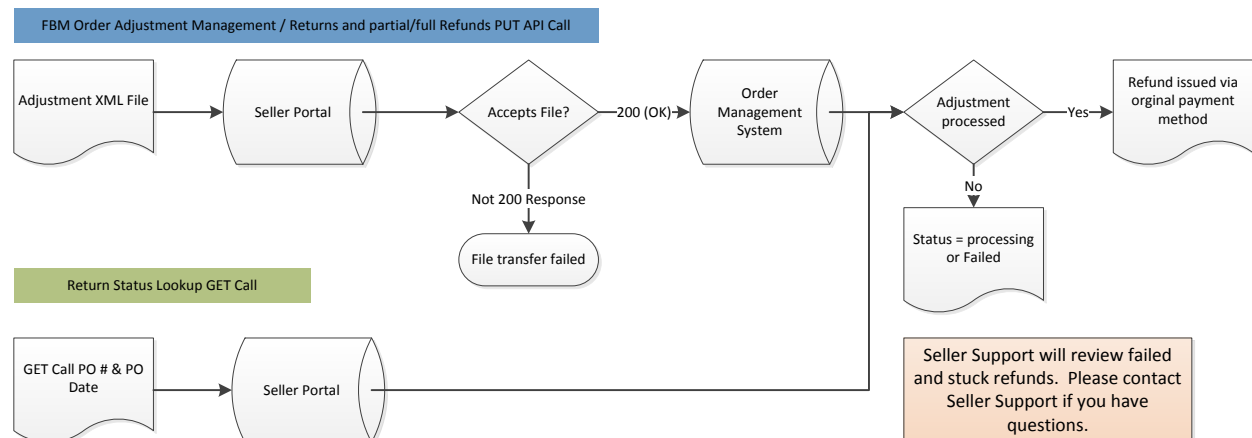 FBM Order Adjustment Management / Returns and partial/full Refunds PUT API Call
Adjustment XML File
Seller Portal
Accepts File?
200 (OK)
Order
Management
System
Adjustment
processed
Yes
Refund issued via
orginal payment
method
Not 200 Response
File transfer failed
No
Status = processing
or Failed
Return Status Lookup GET Call
GET Call PO # & PO
Date
Seller Portal
Seller Support will review failed
and stuck refunds.  Please contact
Seller Support if you have
questions.